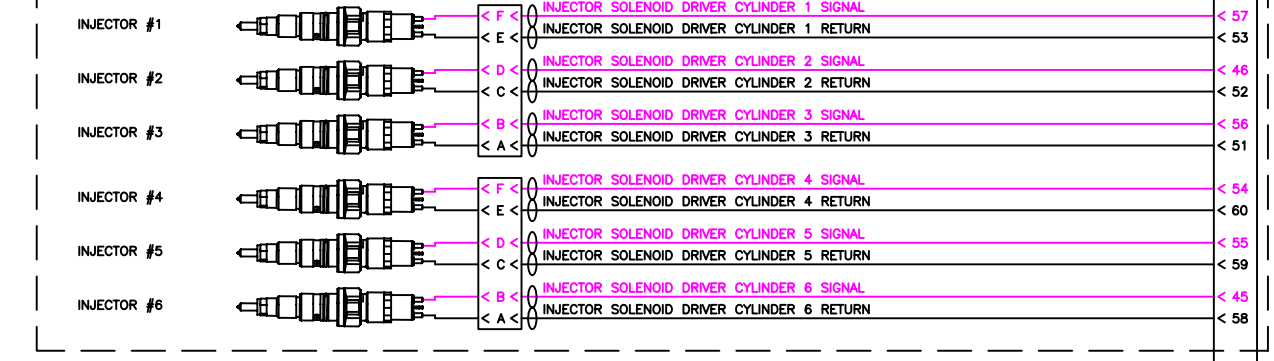 INJECTOR SOLENOID DRIVER CYLINDER 1 SIGNAL
INJECTOR #1
< F <
< 57
INJECTOR SOLENOID DRIVER CYLINDER 1 RETURN
< E <
< 53
INJECTOR SOLENOID DRIVER CYLINDER 2 SIGNAL
INJECTOR #2
< D <
< 46
INJECTOR SOLENOID DRIVER CYLINDER 2 RETURN
< C <
< 52
INJECTOR SOLENOID DRIVER CYLINDER 3 SIGNAL
INJECTOR #3
< B <
< 56
INJECTOR SOLENOID DRIVER CYLINDER 3 RETURN
< A <
< 51
INJECTOR SOLENOID DRIVER CYLINDER 4 SIGNAL
INJECTOR #4
< F <
< 54
INJECTOR SOLENOID DRIVER CYLINDER 4 RETURN
< E <
< 60
INJECTOR SOLENOID DRIVER CYLINDER 5 SIGNAL
INJECTOR #5
< D <
< 55
INJECTOR SOLENOID DRIVER CYLINDER 5 RETURN
< C <
< 59
INJECTOR SOLENOID DRIVER CYLINDER 6 SIGNAL
INJECTOR #6
< B <
< 45
INJECTOR SOLENOID DRIVER CYLINDER 6 RETURN
< A <
< 58